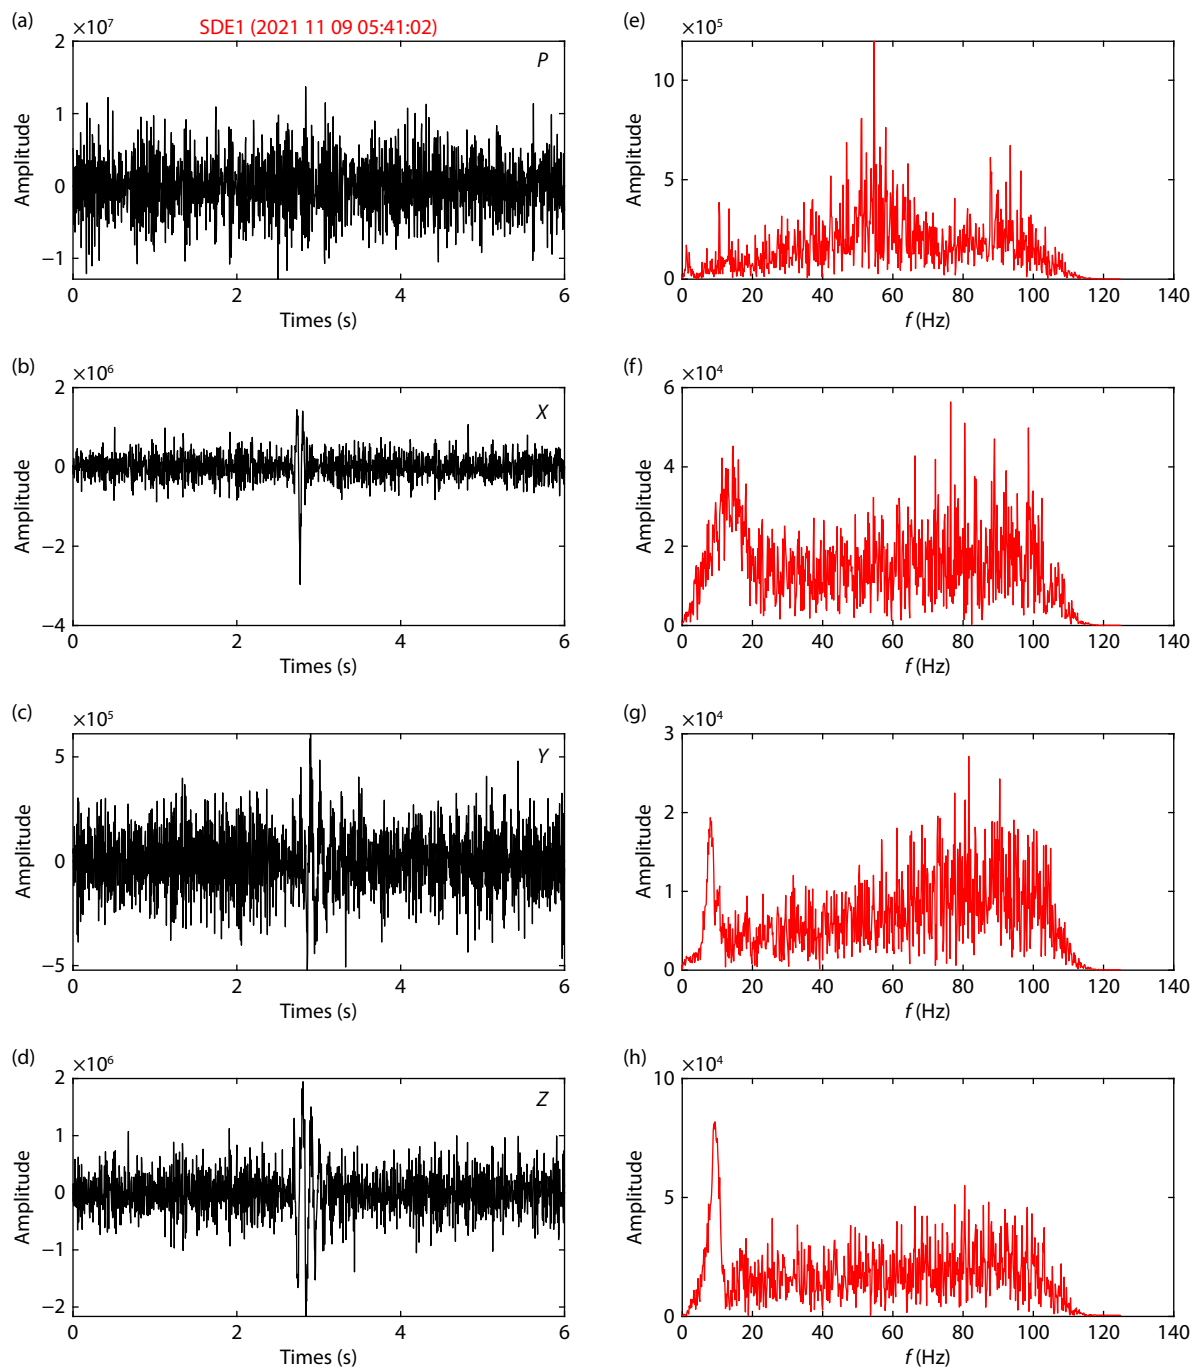 (a)
×10⁷
SDE1 (2021 11 09 05:41:02)
P
2
1
0
−1
Amplitude
0 2 4 6
Times (s)
(e)
×10⁵
10
5
0
Amplitude
0 20 40 60 80 100 120 140
f (Hz)
(b)
×10⁶
X
2
0
−2
−4
Amplitude
0 2 4 6
Times (s)
(f)
×10⁴
6
4
2
0
Amplitude
0 20 40 60 80 100 120 140
f (Hz)
(c)
×10⁵
Y
5
0
−5
Amplitude
0 2 4 6
Times (s)
(g)
×10⁴
3
2
1
0
Amplitude
0 20 40 60 80 100 120 140
f (Hz)
(d)
×10⁶
Z
2
1
0
−1
−2
Amplitude
0 2 4 6
Times (s)
(h)
×10⁴
10
5
0
Amplitude
0 20 40 60 80 100 120 140
f (Hz)